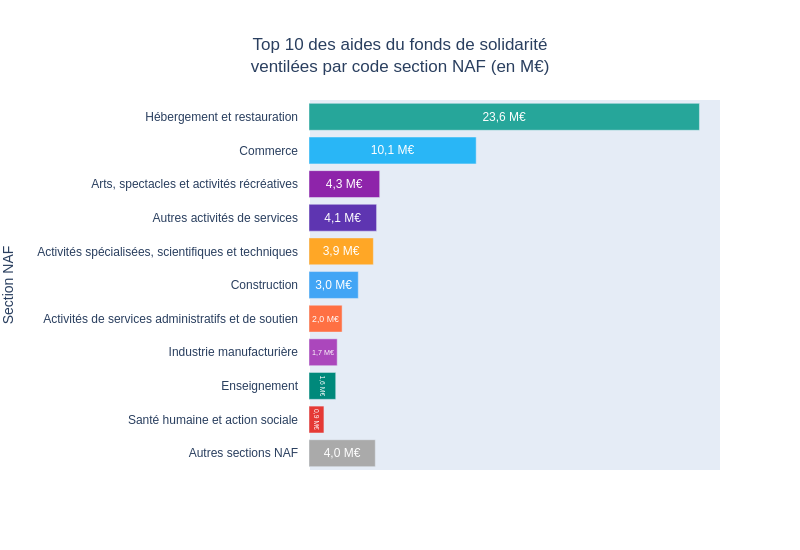 Top 10 des aides du fonds de solidarité
ventilées par code section NAF (en M€)
Section NAF
Hébergement et restauration 23,6 M€
Commerce 10,1 M€
Arts, spectacles et activités récréatives 4,3 M€
Autres activités de services 4,1 M€
Activités spécialisées, scientifiques et techniques 3,9 M€
Construction 3,0 M€
Activités de services administratifs et de soutien 2,0 M€
Industrie manufacturière 1,7 M€
Enseignement 1,6 M€
Santé humaine et action sociale 0,9 M€
Autres sections NAF 4,0 M€